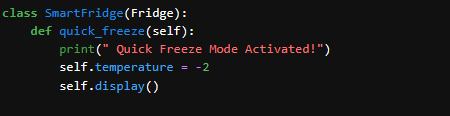 class SmartFridge(Fridge):
    def quick_freeze(self):
        print(" Quick Freeze Mode Activated!")
        self.temperature = -2
        self.display()